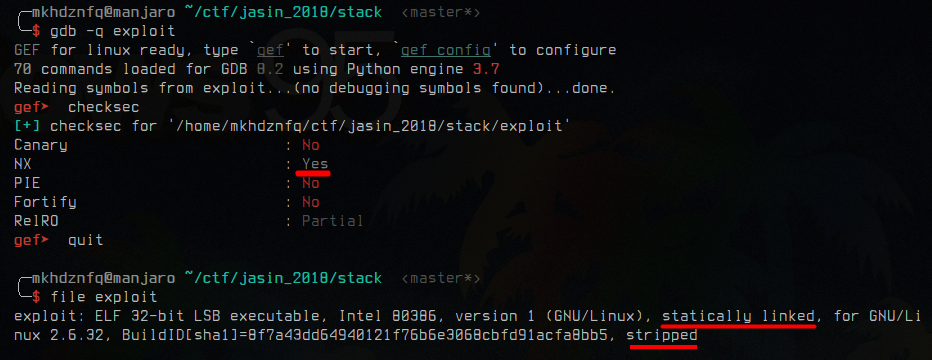 ╭─mkhdznfq@manjaro ~/ctf/jasin_2018/stack ‹master*›
╰─$ gdb -q exploit
GEF for linux ready, type `gef' to start, `gef config' to configure
70 commands loaded for GDB 8.2 using Python engine 3.7
Reading symbols from exploit...(no debugging symbols found)...done.
gef➤ checksec
[+] checksec for '/home/mkhdznfq/ctf/jasin_2018/stack/exploit'
Canary : No
NX : Yes
PIE : No
Fortify : No
RelRO : Partial
gef➤ quit
╭─mkhdznfq@manjaro ~/ctf/jasin_2018/stack ‹master*›
╰─$ file exploit
exploit: ELF 32-bit LSB executable, Intel 80386, version 1 (GNU/Linux), statically linked, for GNU/Li
nux 2.6.32, BuildID[sha1]=8f7a43dd64940121f76b6e3068cbfd91acfa8bb5, stripped